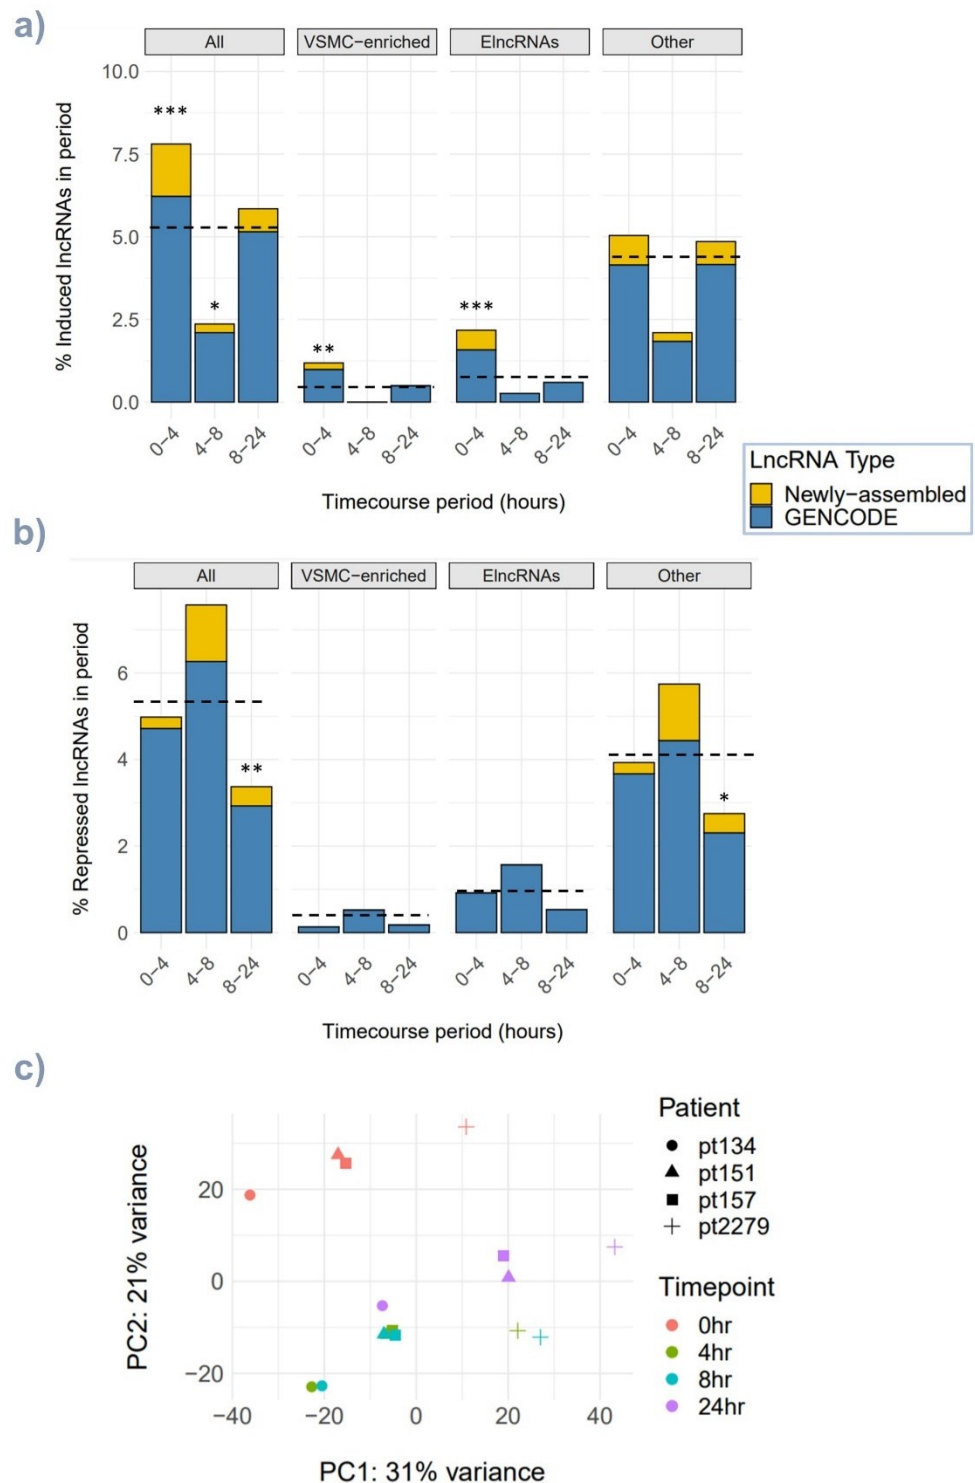 a)
All VSMC−enriched ElncRNAs Other
% Induced lncRNAs in period
10.0
7.5
5.0
2.5
0.0
***
*
**
***
0−4 4−8 8−24 0−4 4−8 8−24 0−4 4−8 8−24 0−4 4−8 8−24
Timecourse period (hours)
LncRNA Type
Newly−assembled
GENCODE
b)
All VSMC−enriched ElncRNAs Other
% Repressed lncRNAs in period
6
4
2
0
**
*
0−4 4−8 8−24 0−4 4−8 8−24 0−4 4−8 8−24 0−4 4−8 8−24
Timecourse period (hours)
c)
PC2: 21% variance
20
0
−20
−40 −20 0 20 40
PC1: 31% variance
Patient
pt134
pt151
pt157
pt2279
Timepoint
0hr
4hr
8hr
24hr